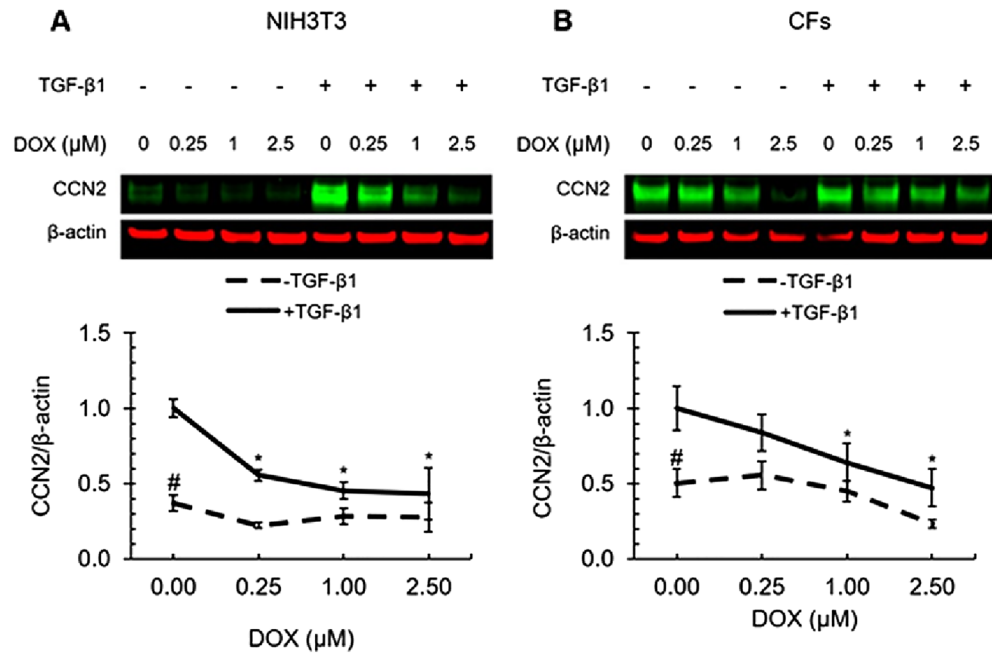 A NIH3T3
TGF-β1 - - - - + + + +
DOX (μM) 0 0.25 1 2.5 0 0.25 1 2.5
CCN2
β-actin
-TGF-β1
+TGF-β1
1.5
1.0
0.5
0.0
CCN2/β-actin
#
*
*
*
0.00 0.25 1.00 2.50
DOX (μM)
B CFs
TGF-β1 - - - - + + + +
DOX (μM) 0 0.25 1 2.5 0 0.25 1 2.5
CCN2
β-actin
-TGF-β1
+TGF-β1
1.5
1.0
0.5
0.0
CCN2/β-actin
#
*
*
0.00 0.25 1.00 2.50
DOX (μM)